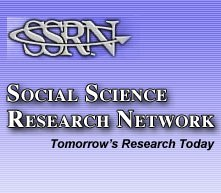 SSRN
SOCIAL SCIENCE
RESEARCH NETWORK
Tomorrow's Research Today